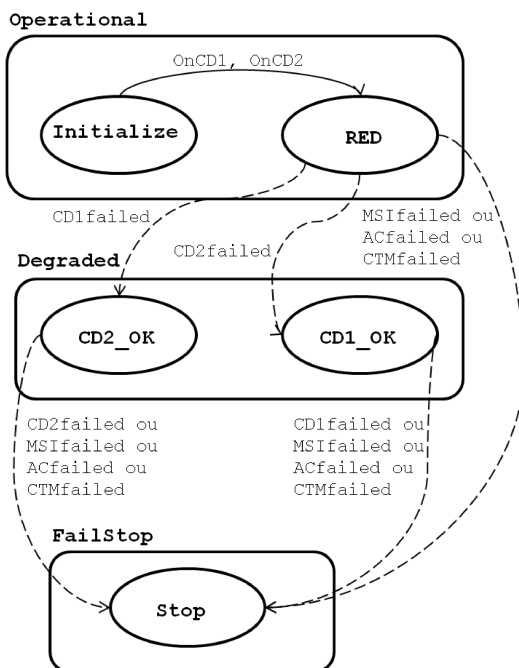 Operational
OnCD1, OnCD2
Initialize
RED
CD1failed
MSIfailed ou
ACfailed ou
CTMfailed
CD2failed
Degraded
CD2_OK
CD1_OK
CD2failed ou
MSIfailed ou
ACfailed ou
CTMfailed
CD1failed ou
MSIfailed ou
ACfailed ou
CTMfailed
FailStop
Stop